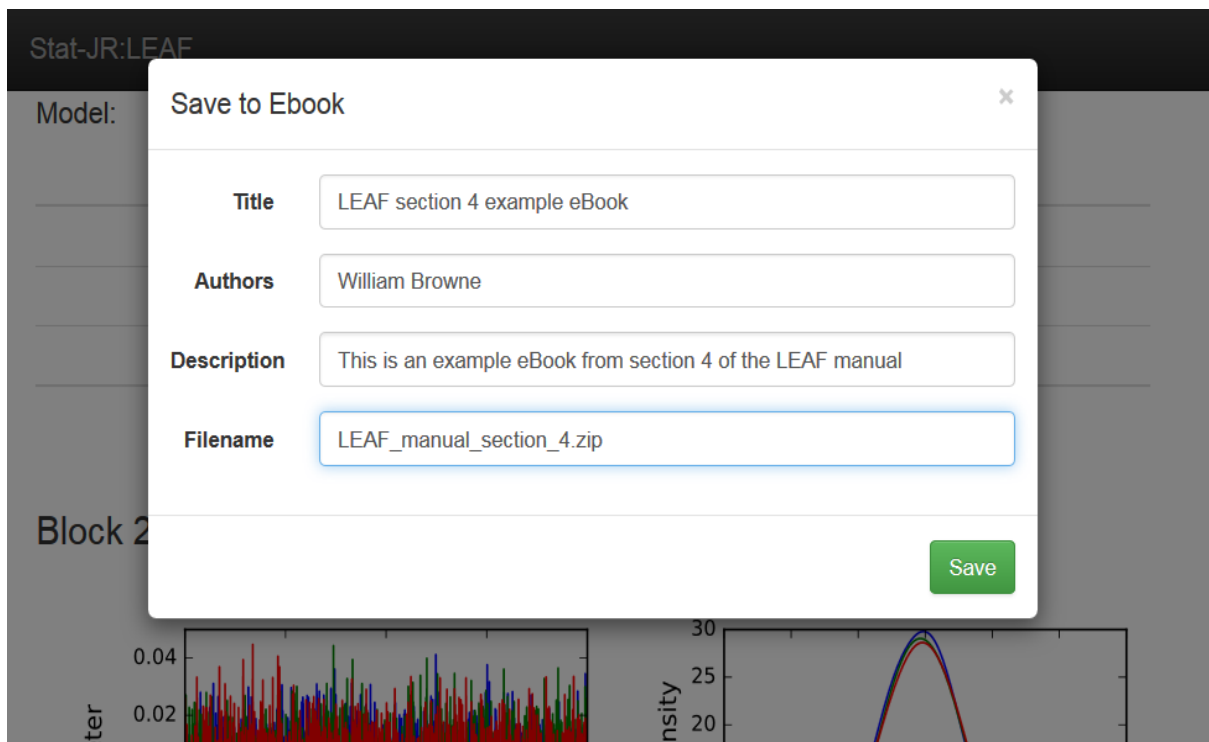 Stat-JR:LEAF
Model:
Save to Ebook
×
Title
LEAF section 4 example eBook
Authors
William Browne
Description
This is an example eBook from section 4 of the LEAF manual
Filename
LEAF_manual_section_4.zip
Save
Block 2
0.04
0.02
ter
30
25
20
nsity